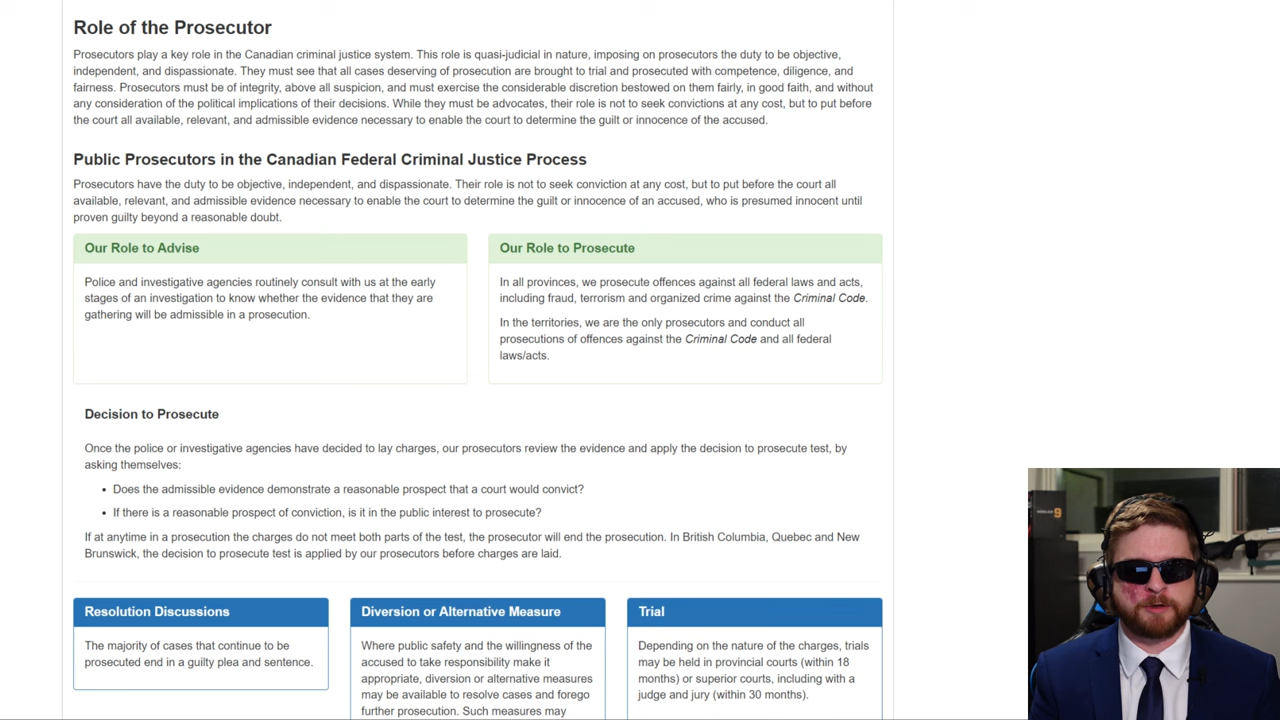 Role of the Prosecutor
Prosecutors play a key role in the Canadian criminal justice system. This role is quasi-judicial in nature, imposing on prosecutors the duty to be objective,
independent, and dispassionate. They must see that all cases deserving of prosecution are brought to trial and prosecuted with competence, diligence, and
fairness. Prosecutors must be of integrity, above all suspicion, and must exercise the considerable discretion bestowed on them fairly, in good faith, and without
any consideration of the political implications of their decisions. While they must be advocates, their role is not to seek convictions at any cost, but to put before
the court all available, relevant, and admissible evidence necessary to enable the court to determine the guilt or innocence of the accused.
Public Prosecutors in the Canadian Federal Criminal Justice Process
Prosecutors have the duty to be objective, independent, and dispassionate. Their role is not to seek conviction at any cost, but to put before the court all
available, relevant, and admissible evidence necessary to enable the court to determine the guilt or innocence of an accused, who is presumed innocent until
proven guilty beyond a reasonable doubt.
Our Role to Advise
Police and investigative agencies routinely consult with us at the early
stages of an investigation to know whether the evidence that they are
gathering will be admissible in a prosecution.
Our Role to Prosecute
In all provinces, we prosecute offences against all federal laws and acts,
including fraud, terrorism and organized crime against the Criminal Code.
In the territories, we are the only prosecutors and conduct all
prosecutions of offences against the Criminal Code and all federal
laws/acts.
Decision to Prosecute
Once the police or investigative agencies have decided to lay charges, our prosecutors review the evidence and apply the decision to prosecute test, by
asking themselves:
• Does the admissible evidence demonstrate a reasonable prospect that a court would convict?
• If there is a reasonable prospect of conviction, is it in the public interest to prosecute?
If at anytime in a prosecution the charges do not meet both parts of the test, the prosecutor will end the prosecution. In British Columbia, Quebec and New
Brunswick, the decision to prosecute test is applied by our prosecutors before charges are laid.
Resolution Discussions
The majority of cases that continue to be
prosecuted end in a guilty plea and sentence.
Diversion or Alternative Measure
Where public safety and the willingness of the
accused to take responsibility make it
appropriate, diversion or alternative measures
may be available to resolve cases and forego
further prosecution. Such measures may
Trial
Depending on the nature of the charges, trials
may be held in provincial courts (within 18
months) or superior courts, including with a
judge and jury (within 30 months).
9